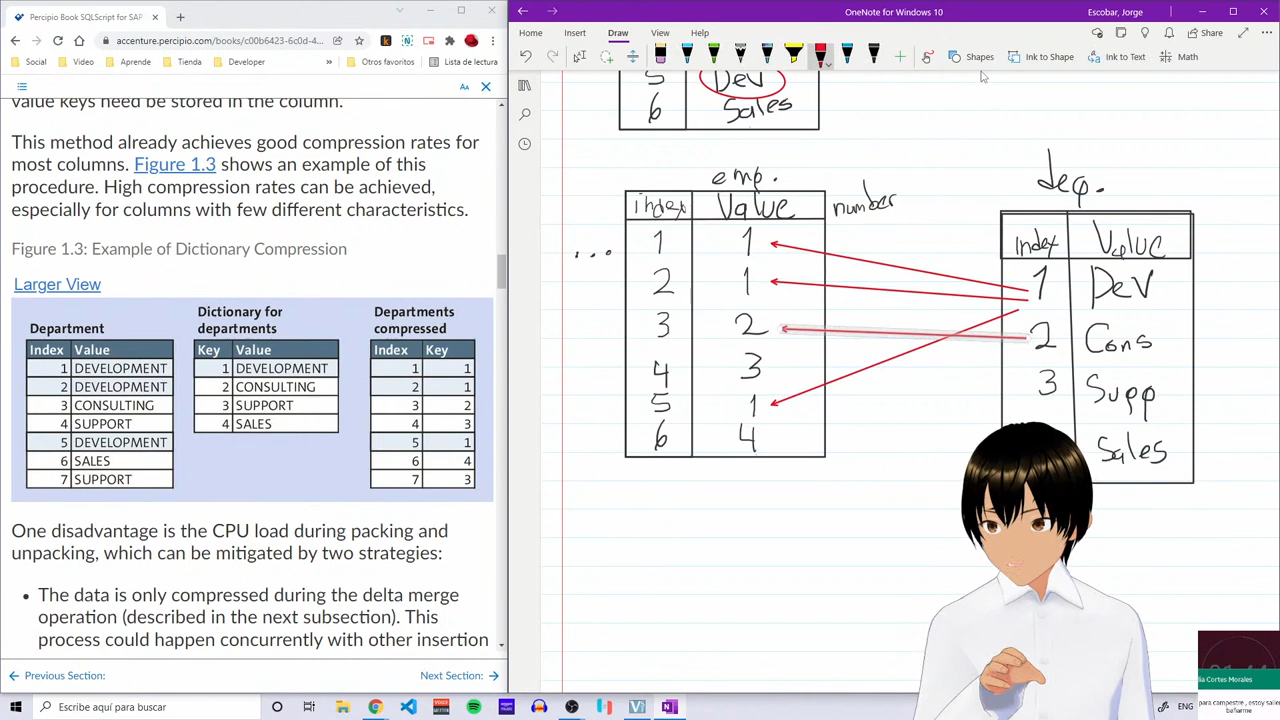 Percipio Book SQLScript for SAP
accenture.percipio.com/books/c00b6423-6c0d-4
Social
Video
Aprender
Tienda
Developer
Otros favoritos
Lista de lectura
value keys need be stored in the column.
This method already achieves good compression rates for
most columns. Figure 1.3 shows an example of this
procedure. High compression rates can be achieved,
especially for columns with few different characteristics.
Figure 1.3: Example of Dictionary Compression
Larger View
Department
Index Value
1 DEVELOPMENT
2 DEVELOPMENT
3 CONSULTING
4 SUPPORT
5 DEVELOPMENT
6 SALES
7 SUPPORT
Dictionary for
departments
Key Value
1 DEVELOPMENT
2 CONSULTING
3 SUPPORT
4 SALES
Departments
compressed
Index Key
1 1
2 1
3 2
4 3
5 1
6 4
7 3
One disadvantage is the CPU load during packing and
unpacking, which can be mitigated by two strategies:
• The data is only compressed during the delta merge
operation (described in the next subsection). This
process could happen concurrently with other insertion
Previous Section:
Next Section:
OneNote for Windows 10
Escobar, Jorge
Home Insert Draw View Help
Share
Shapes
Ink to Shape
Ink to Text
Math
5 Dev
6 Sales
emp.
index Value number
...
1 1
2 1
3 2
4 3
5 1
6 4
dep.
Index Value
1 Dev
2 Cons
3 Supp
Sales
lia Cortes Morales
para campestre , estoy salie
bañarme
Escribe aquí para buscar
ENG